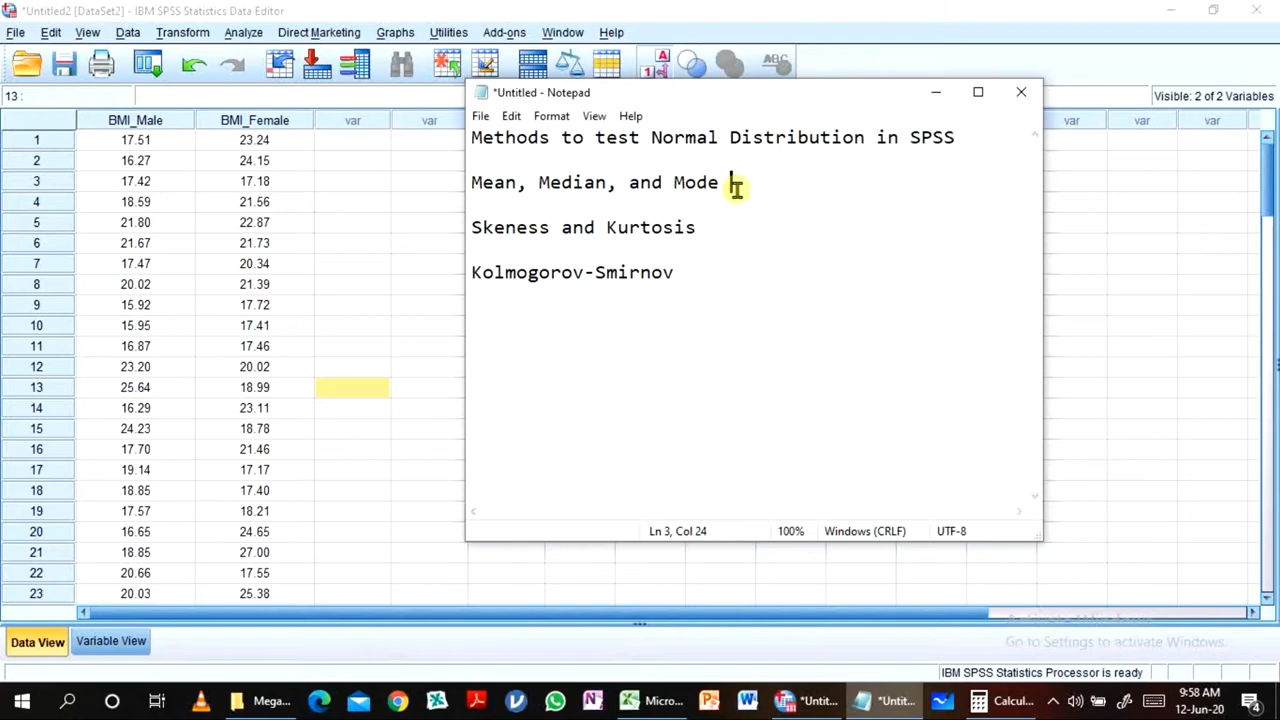 *Untitled2 [DataSet2] - IBM SPSS Statistics Data Editor
File Edit View Data Transform Analyze Direct Marketing Graphs Utilities Add-ons Window Help
13 :
Visible: 2 of 2 Variables
BMI_Male BMI_Female var var var var var
1 17.51 23.24
2 16.27 24.15
3 17.42 17.18
4 18.59 21.56
5 21.80 22.87
6 21.67 21.73
7 17.47 20.34
8 20.02 21.39
9 15.92 17.72
10 15.95 17.41
11 16.87 17.46
12 23.20 20.02
13 25.64 18.99
14 16.29 23.11
15 24.23 18.78
16 17.70 21.46
17 19.14 17.17
18 18.85 17.40
19 17.57 18.21
20 16.65 24.65
21 18.85 27.00
22 20.66 17.55
23 20.03 25.38
*Untitled - Notepad
File Edit Format View Help
Methods to test Normal Distribution in SPSS
Mean, Median, and Mode
Skeness and Kurtosis
Kolmogorov-Smirnov
Ln 3, Col 24 100% Windows (CRLF) UTF-8
Go to Settings to activate Windows.
Data View Variable View
IBM SPSS Statistics Processor is ready
Mega... Micro... *Untit... *Untit... Calcul...
9:58 AM
12-Jun-20